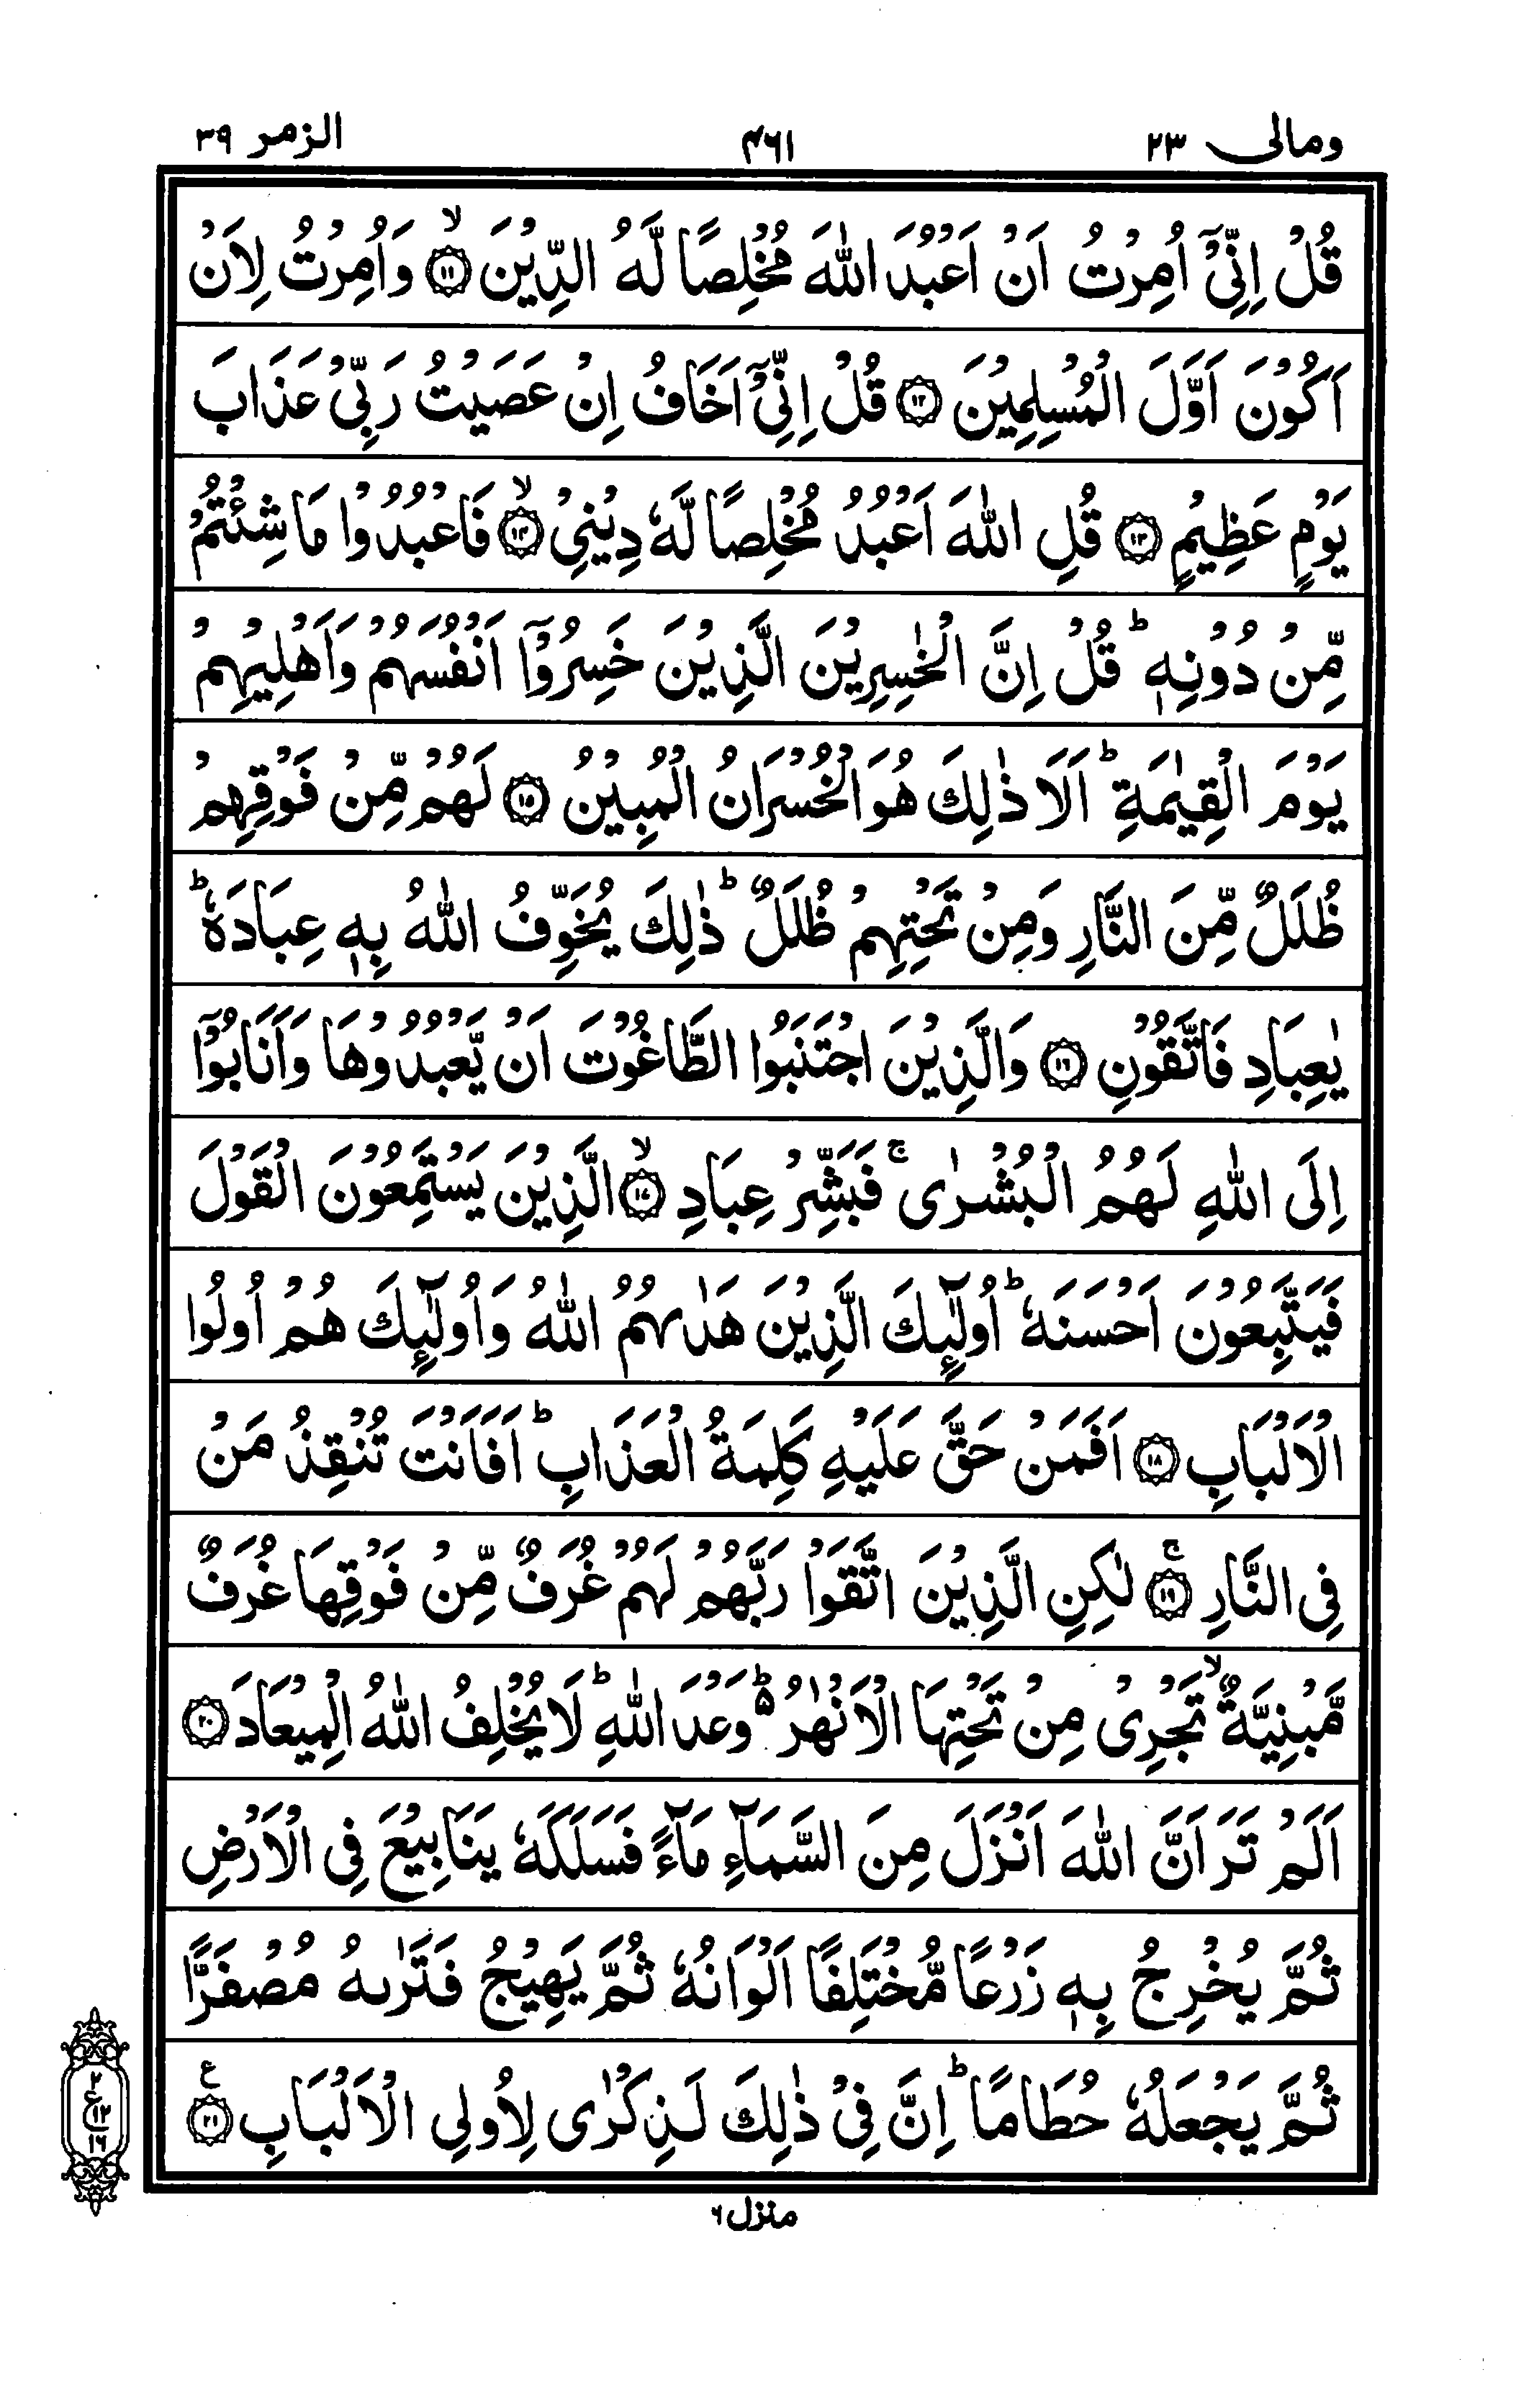 ومالی ۲۳
۴۶۱
الزمر ۳۹
قُلْ اِنِّیْۤ اُمِرْتُ اَنْ اَعْبُدَ اللّٰهَ مُخْلِصًا لَّهُ الدِّیْنَ ۙ﴿۱۱﴾ وَاُمِرْتُ لِاَنْ
اَكُوْنَ اَوَّلَ الْمُسْلِمِیْنَ ﴿۱۲﴾ قُلْ اِنِّیْۤ اَخَافُ اِنْ عَصَیْتُ رَبِّیْ عَذَابَ
یَوْمٍ عَظِیْمٍ ﴿۱۳﴾ قُلِ اللّٰهَ اَعْبُدُ مُخْلِصًا لَّهٗ دِیْنِیْ ۙ﴿۱۴﴾ فَاعْبُدُوْا مَا شِئْتُمْ
مِّنْ دُوْنِهٖ ؕ قُلْ اِنَّ الْخٰسِرِیْنَ الَّذِیْنَ خَسِرُوْۤا اَنْفُسَهُمْ وَاَهْلِیْهِمْ
یَوْمَ الْقِیٰمَةِ ؕ اَلَا ذٰلِكَ هُوَ الْخُسْرَانُ الْمُبِیْنُ ﴿۱۵﴾ لَهُمْ مِّنْ فَوْقِهِمْ
ظُلَلٌ مِّنَ النَّارِ وَمِنْ تَحْتِهِمْ ظُلَلٌ ؕ ذٰلِكَ یُخَوِّفُ اللّٰهُ بِهٖ عِبَادَهٗ ؕ
یٰعِبَادِ فَاتَّقُوْنِ ﴿۱۶﴾ وَالَّذِیْنَ اجْتَنَبُوا الطَّاغُوْتَ اَنْ یَّعْبُدُوْهَا وَاَنَابُوْۤا
اِلَی اللّٰهِ لَهُمُ الْبُشْرٰی ۚ فَبَشِّرْ عِبَادِ ۙ﴿۱۷﴾ الَّذِیْنَ یَسْتَمِعُوْنَ الْقَوْلَ
فَیَتَّبِعُوْنَ اَحْسَنَهٗ ؕ اُولٰٓئِكَ الَّذِیْنَ هَدٰىهُمُ اللّٰهُ وَاُولٰٓئِكَ هُمْ اُولُوا
الْاَلْبَابِ ﴿۱۸﴾ اَفَمَنْ حَقَّ عَلَیْهِ كَلِمَةُ الْعَذَابِ ؕ اَفَاَنْتَ تُنْقِذُ مَنْ
فِی النَّارِ ۚ﴿۱۹﴾ لٰكِنِ الَّذِیْنَ اتَّقَوْا رَبَّهُمْ لَهُمْ غُرَفٌ مِّنْ فَوْقِهَا غُرَفٌ
مَّبْنِیَّةٌ ۙ تَجْرِیْ مِنْ تَحْتِهَا الْاَنْهٰرُ ؕ۬ وَعْدَ اللّٰهِ ؕ لَا یُخْلِفُ اللّٰهُ الْمِیْعَادَ ﴿۲۰﴾
اَلَمْ تَرَ اَنَّ اللّٰهَ اَنْزَلَ مِنَ السَّمَآءِ مَآءً فَسَلَكَهٗ یَنَابِیْعَ فِی الْاَرْضِ
ثُمَّ یُخْرِجُ بِهٖ زَرْعًا مُّخْتَلِفًا اَلْوَانُهٗ ثُمَّ یَهِیْجُ فَتَرٰىهُ مُصْفَرًّا
ثُمَّ یَجْعَلُهٗ حُطَامًا ؕ اِنَّ فِیْ ذٰلِكَ لَذِكْرٰی لِاُولِی الْاَلْبَابِ ﴿۲۱﴾ ع
۲
ع ۱۲
۱۶
منزل ۶